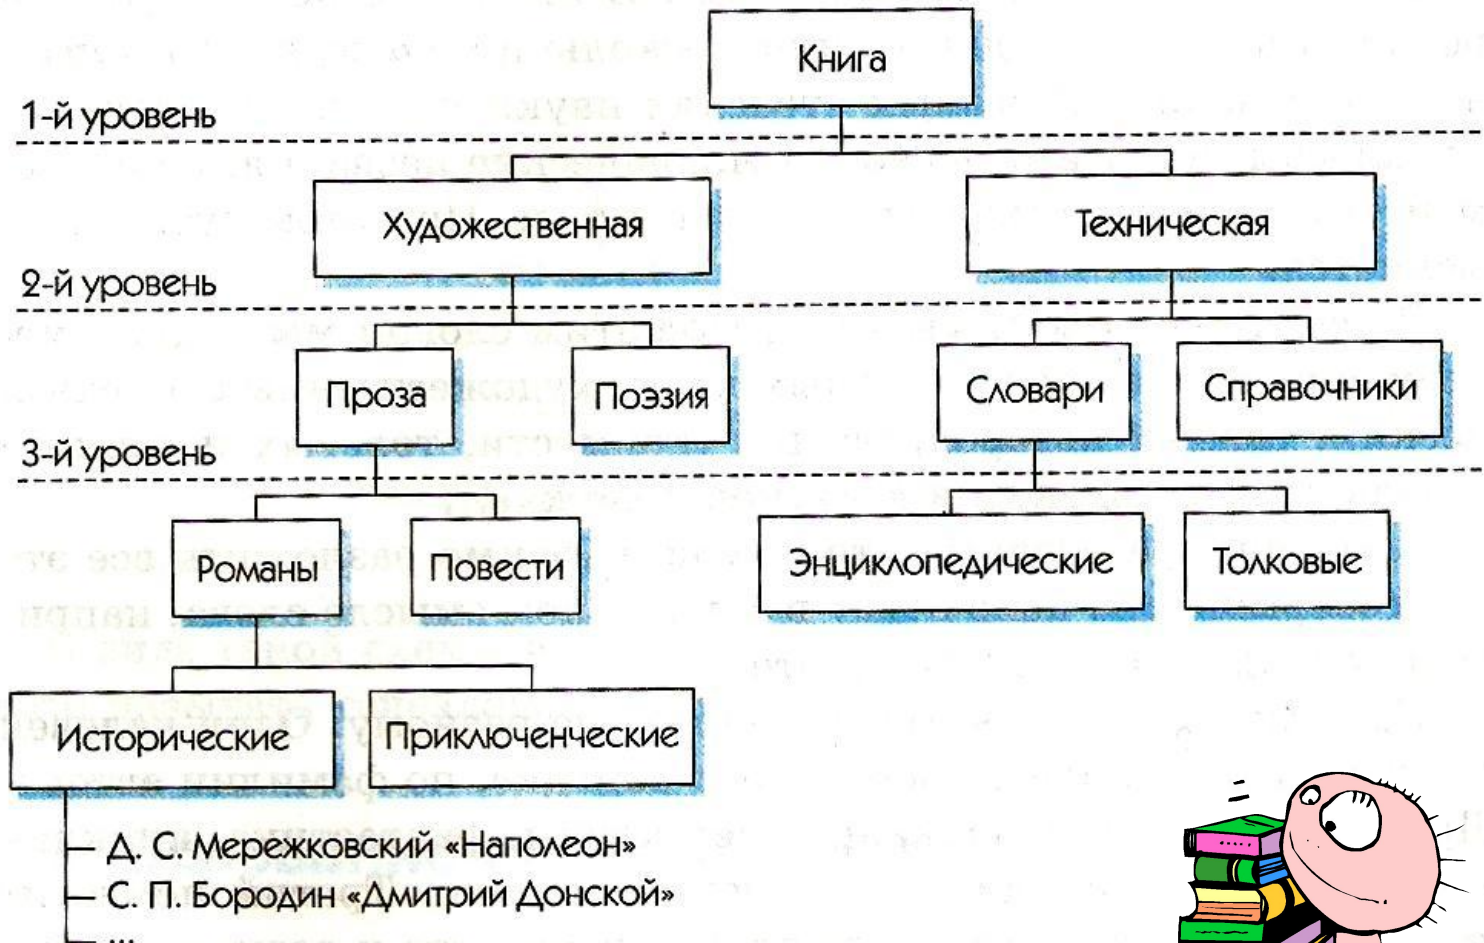 Книга
1-й уровень
Художественная Техническая
2-й уровень
Проза Поэзия Словари Справочники
3-й уровень
Романы Повести Энциклопедические Толковые
Исторические Приключенческие
Д. С. Мережковский «Наполеон»
С. П. Бородин «Дмитрий Донской»
...